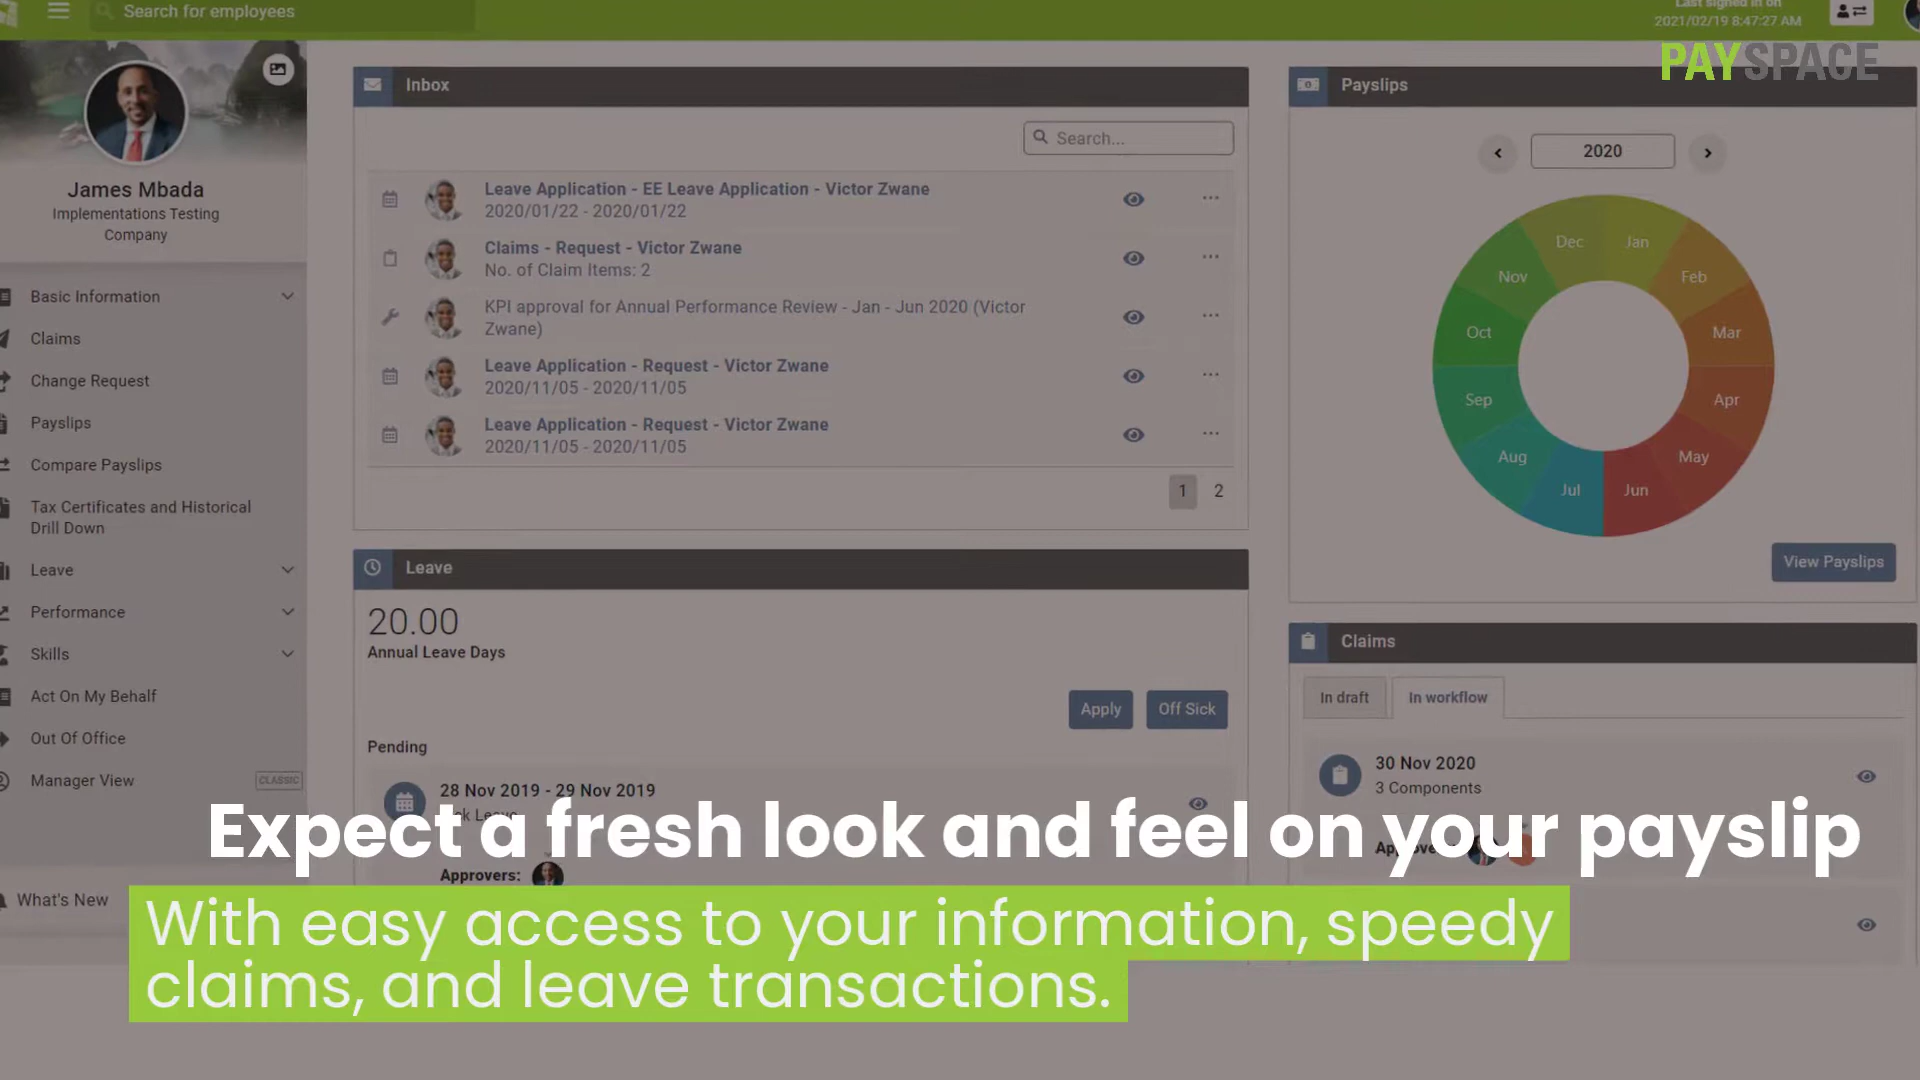 Search for employees
Last signed in on
2021/02/19 8:47:27 AM
PAYSPACE
James Mbada
Implementations Testing
Company
Basic Information
Claims
Change Request
Payslips
Compare Payslips
Tax Certificates and Historical
Drill Down
Leave
Performance
Skills
Act On My Behalf
Out Of Office
Manager View CLASSIC
What's New
Inbox
Search...
Leave Application - EE Leave Application - Victor Zwane
2020/01/22 - 2020/01/22
Claims - Request - Victor Zwane
No. of Claim Items: 2
KPI approval for Annual Performance Review - Jan - Jun 2020 (Victor
Zwane)
Leave Application - Request - Victor Zwane
2020/11/05 - 2020/11/05
Leave Application - Request - Victor Zwane
2020/11/05 - 2020/11/05
1 2
Leave
20.00
Annual Leave Days
Apply Off Sick
Pending
28 Nov 2019 - 29 Nov 2019
Approvers:
Payslips
2020
Jan
Feb
Mar
Apr
May
Jun
Jul
Aug
Sep
Oct
Nov
Dec
View Payslips
Claims
In draft In workflow
30 Nov 2020
3 Components
Expect a fresh look and feel on your payslip
With easy access to your information, speedy
claims, and leave transactions.